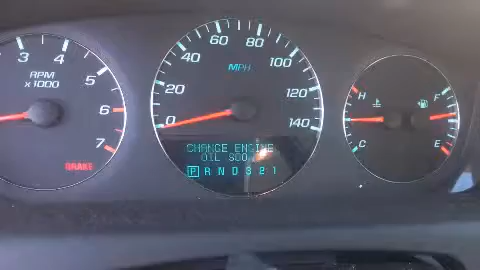 3 4 5 6 7
RPM
x1000
BRAKE
0 20 40 60 80 100 120 140
MPH
CHANGE ENGINE
OIL SOON
P R N D 3 2 1
H F
C E